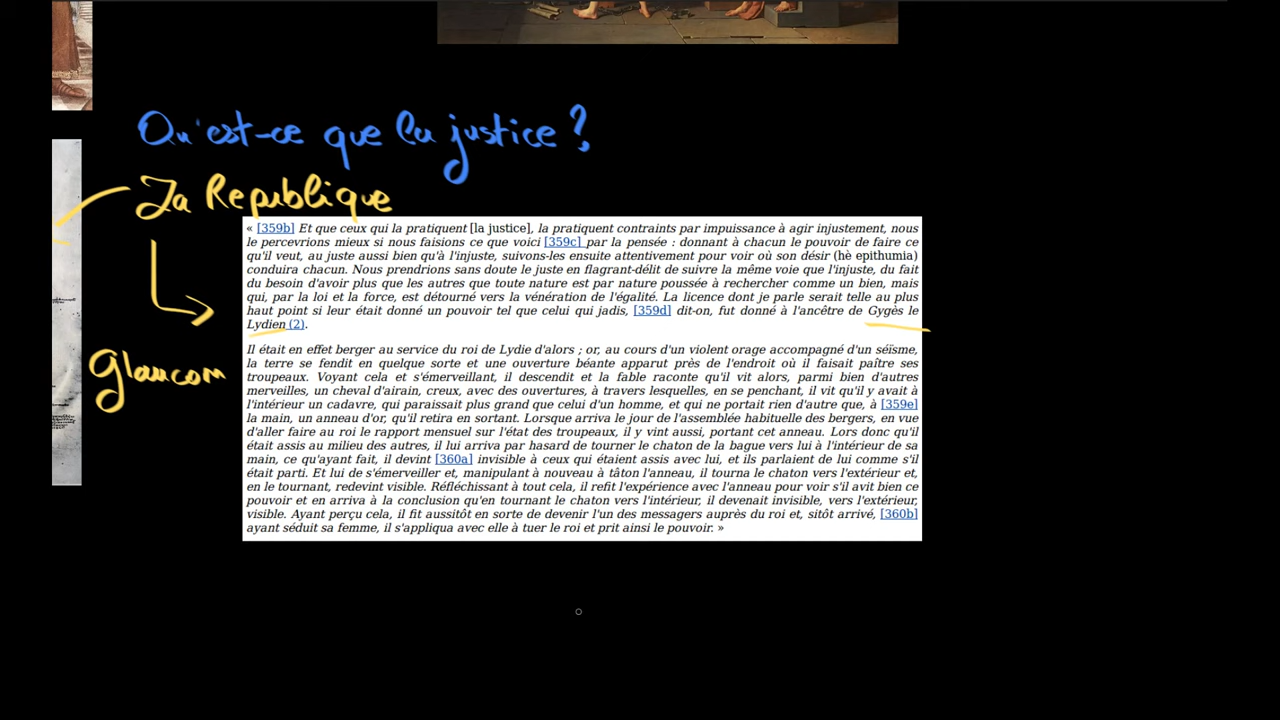 Qu'est-ce que la justice ?
La Republique
« [359b] Et que ceux qui la pratiquent [la justice], la pratiquent contraints par impuissance à agir injustement, nous
le percevrions mieux si nous faisions ce que voici [359c] par la pensée : donnant à chacun le pouvoir de faire ce
qu'il veut, au juste aussi bien qu'à l'injuste, suivons-les ensuite attentivement pour voir où son désir (hè epithumia)
conduira chacun. Nous prendrions sans doute le juste en flagrant-délit de suivre la même voie que l'injuste, du fait
du besoin d'avoir plus que les autres que toute nature est par nature poussée à rechercher comme un bien, mais
qui, par la loi et la force, est détourné vers la vénération de l'égalité. La licence dont je parle serait telle au plus
haut point si leur était donné un pouvoir tel que celui qui jadis, [359d] dit-on, fut donné à l'ancêtre de Gygès le
Lydien (2).
Glaucom
Il était en effet berger au service du roi de Lydie d'alors ; or, au cours d'un violent orage accompagné d'un séïsme,
la terre se fendit en quelque sorte et une ouverture béante apparut près de l'endroit où il faisait paître ses
troupeaux. Voyant cela et s'émerveillant, il descendit et la fable raconte qu'il vit alors, parmi bien d'autres
merveilles, un cheval d'airain, creux, avec des ouvertures, à travers lesquelles, en se penchant, il vit qu'il y avait à
l'intérieur un cadavre, qui paraissait plus grand que celui d'un homme, et qui ne portait rien d'autre que, à [359e]
la main, un anneau d'or, qu'il retira en sortant. Lorsque arriva le jour de l'assemblée habituelle des bergers, en vue
d'aller faire au roi le rapport mensuel sur l'état des troupeaux, il y vint aussi, portant cet anneau. Lors donc qu'il
était assis au milieu des autres, il lui arriva par hasard de tourner le chaton de la bague vers lui à l'intérieur de sa
main, ce qu'ayant fait, il devint [360a] invisible à ceux qui étaient assis avec lui, et ils parlaient de lui comme s'il
était parti. Et lui de s'émerveiller et, manipulant à nouveau à tâton l'anneau, il tourna le chaton vers l'extérieur et,
en le tournant, redevint visible. Réfléchissant à tout cela, il refit l'expérience avec l'anneau pour voir s'il avit bien ce
pouvoir et en arriva à la conclusion qu'en tournant le chaton vers l'intérieur, il devenait invisible, vers l'extérieur,
visible. Ayant perçu cela, il fit aussitôt en sorte de devenir l'un des messagers auprès du roi et, sitôt arrivé, [360b]
ayant séduit sa femme, il s'appliqua avec elle à tuer le roi et prit ainsi le pouvoir. »